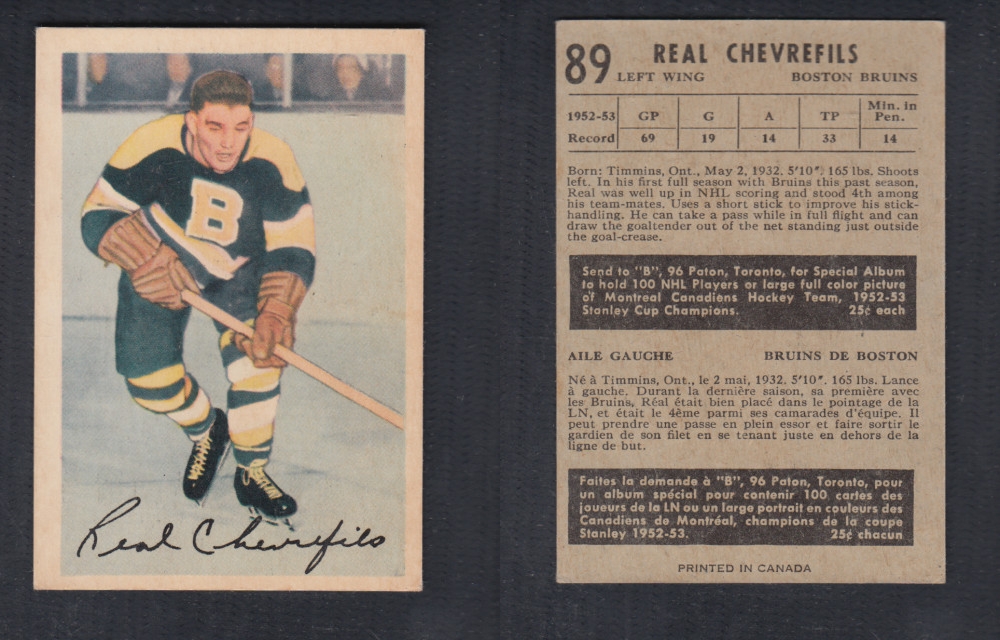 B
Real Chevrefils
89 REAL CHEVREFILS
LEFT WING BOSTON BRUINS
1952-53 GP G A TP Min. in Pen.
Record 69 19 14 33 14
Born: Timmins, Ont., May 2, 1932. 5'10". 165 lbs. Shoots
left. In his first full season with Bruins this past season,
Real was well up in NHL scoring and stood 4th among
his team-mates. Uses a short stick to improve his stick-
handling. He can take a pass while in full flight and can
draw the goaltender out of the net standing just outside
the goal-crease.
Send to "B", 96 Paton, Toronto, for Special Album
to hold 100 NHL Players or large full color picture
of Montreal Canadiens Hockey Team, 1952-53
Stanley Cup Champions. 25¢ each
AILE GAUCHE BRUINS DE BOSTON
Né à Timmins, Ont., le 2 mai, 1932. 5'10". 165 lbs. Lance
à gauche. Durant la dernière saison, sa première avec
les Bruins, Réal était bien placé dans le pointage de la
LN, et était le 4ème parmi ses camarades d'équipe. Il
peut prendre une passe en plein essor et faire sortir le
gardien de son filet en se tenant juste en dehors de la
ligne de but.
Faites la demande à "B", 96 Paton, Toronto, pour
un album spécial pour contenir 100 cartes des
joueurs de la LN ou un large portrait en couleurs des
Canadiens de Montréal, champions de la coupe
Stanley 1952-53. 25¢ chacun
PRINTED IN CANADA